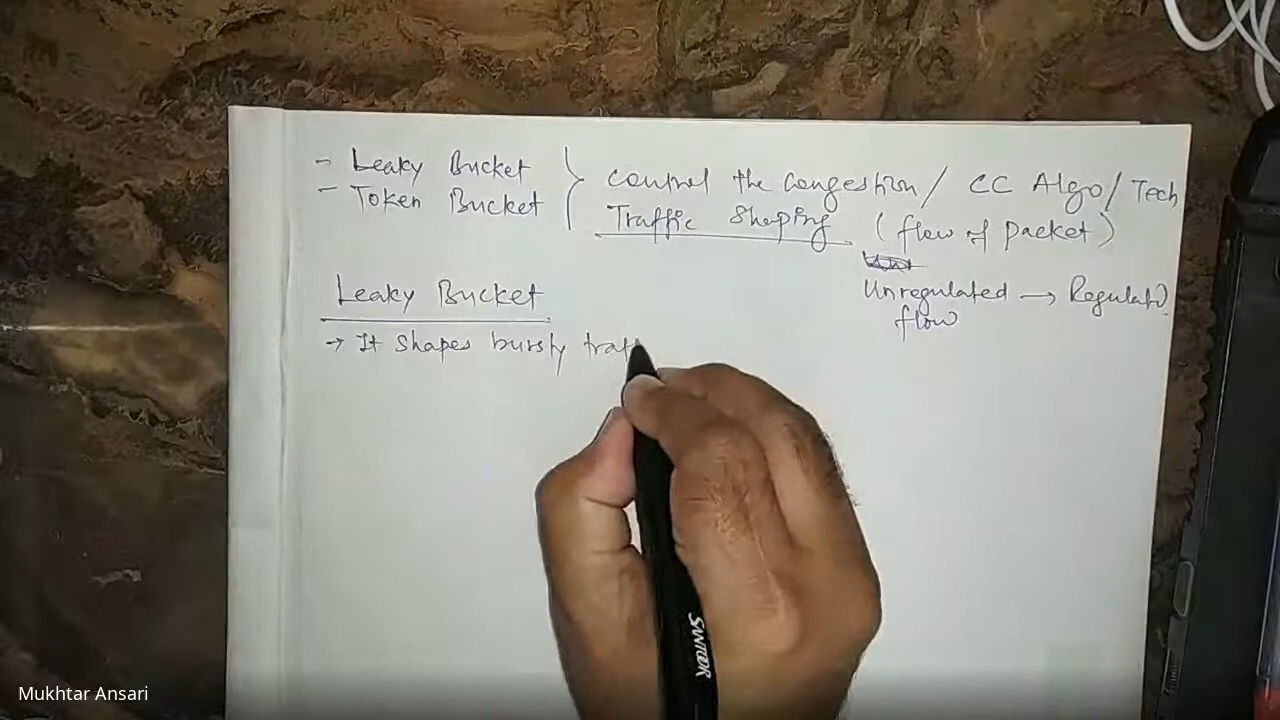 - Leaky Bucket
- Token Bucket
Control the Congestion / CC Algo / Tech
Traffic Shaping (flow of packet)
Unregulated → Regulated
flow
Leaky Bucket
→ It Shapes bursty traf
SUNTOOR
Mukhtar Ansari